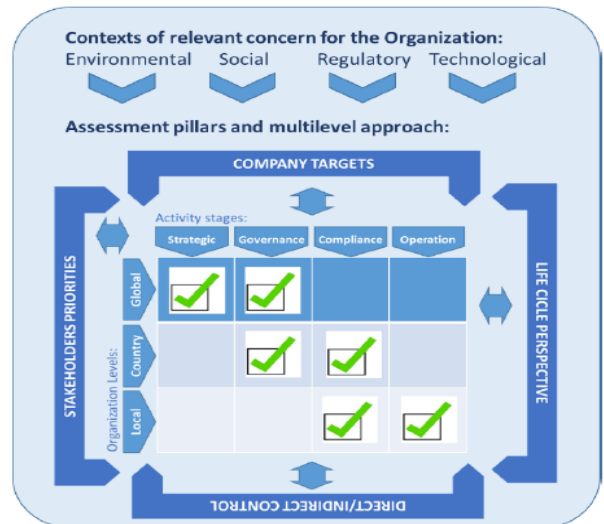 Contexts of relevant concern for the Organization:
Environmental Social Regulatory Technological
Assessment pillars and multilevel approach:
COMPANY TARGETS
Activity stages:
Strategic Governance Compliance Operation
STAKEHOLDERS PRIORITIES
Organization Levels:
Global
Country
Local
LIFE CICLE PERSPECTIVE
DIRECT/INDIRECT CONTROL